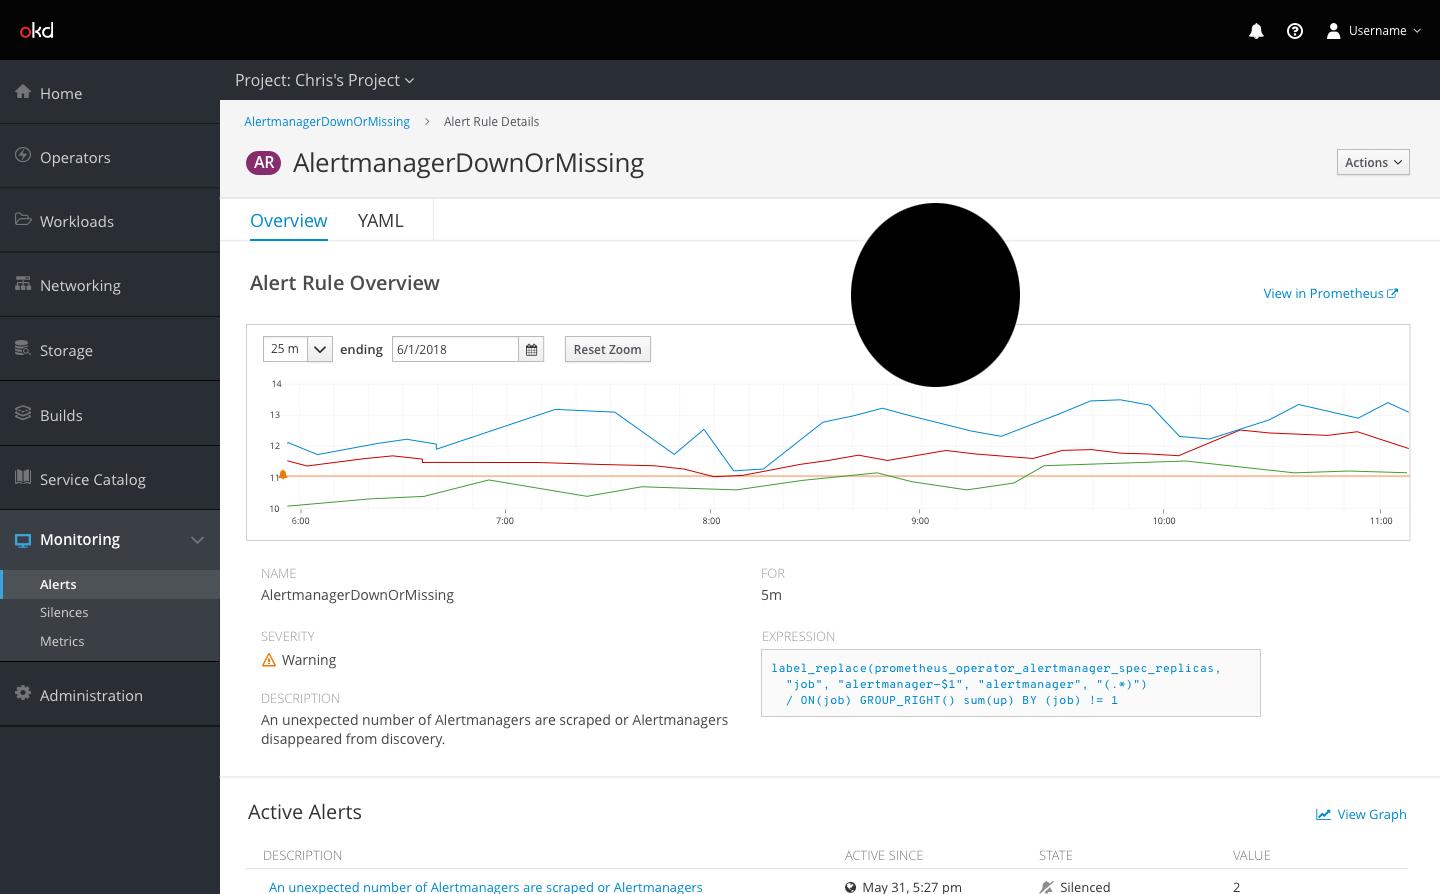 okd
Username
Project: Chris's Project
Home
Operators
Workloads
Networking
Storage
Builds
Service Catalog
Monitoring
Alerts
Silences
Metrics
Administration
AlertmanagerDownOrMissing > Alert Rule Details
AR AlertmanagerDownOrMissing
Actions
Overview YAML
Alert Rule Overview
View in Prometheus
25 m ending 6/1/2018 Reset Zoom
14
13
12
11
10
6:00 7:00 8:00 9:00 10:00 11:00
NAME
AlertmanagerDownOrMissing
FOR
5m
SEVERITY
Warning
EXPRESSION
label_replace(prometheus_operator_alertmanager_spec_replicas,
"job", "alertmanager-$1", "alertmanager", "(.*)")
/ ON(job) GROUP_RIGHT() sum(up) BY (job) != 1
DESCRIPTION
An unexpected number of Alertmanagers are scraped or Alertmanagers
disappeared from discovery.
Active Alerts
View Graph
DESCRIPTION ACTIVE SINCE STATE VALUE
An unexpected number of Alertmanagers are scraped or Alertmanagers May 31, 5:27 pm Silenced 2